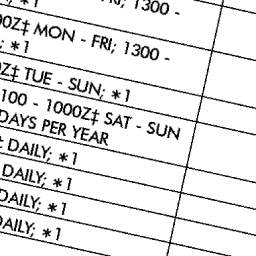 ; *1
FRI; 1300 -
00Z‡ MON - FRI; 1300 -
; *1
Z‡ TUE - SUN; *1
100 - 1000Z‡ SAT - SUN
DAYS PER YEAR
‡ DAILY; *1
DAILY; *1
DAILY; *1
DAILY; *1